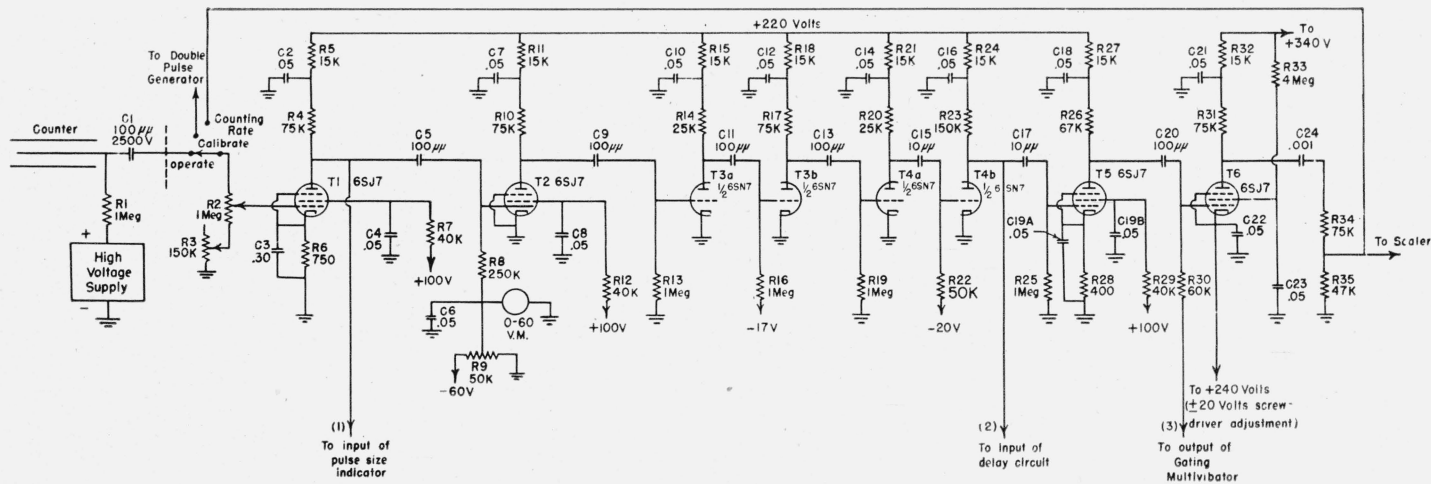 +220 Volts
To +340 V
To Double Pulse Generator
Counting Rate
Calibrate
operate
Counter
C1 100μμ 2500V
R1 1Meg
+
High Voltage Supply
-
R2 1Meg
R3 150K
C2 .05
R5 15K
R4 75K
T1 6SJ7
C3 .30
R6 750
C4 .05
R7 40K
+100V
C5 100μμ
C7 .05
R11 15K
R10 75K
T2 6SJ7
R8 250K
C6 .05
0-60 V.M.
R9 50K
-60V
C8 .05
R12 40K
+100V
C9 100μμ
R13 1Meg
C10 .05
R15 15K
R14 25K
T3a ½ 6SN7
C11 100μμ
R16 1Meg
-17V
C12 .05
R18 15K
R17 75K
T3b ½ 6SN7
C13 100μμ
R19 1Meg
C14 .05
R21 15K
R20 25K
T4a ½ 6SN7
C15 10μμ
R22 50K
-20V
C16 .05
R24 15K
R23 150K
T4b ½ 6SN7
C17 10μμ
R25 1Meg
C18 .05
R27 15K
R26 67K
T5 6SJ7
C19A .05
R28 400
C19B .05
R29 40K
+100V
C20 100μμ
R30 60K
C21 .05
R32 15K
R31 75K
T6 6SJ7
C22 .05
R33 4Meg
C23 .05
C24 .001
R34 75K
R35 47K
To Scaler
To +240 Volts
(±20 Volts screw-
driver adjustment)
(1)
To input of
pulse size
indicator
(2)
To input of
delay circuit
(3)
To output of
Gating
Multivibator